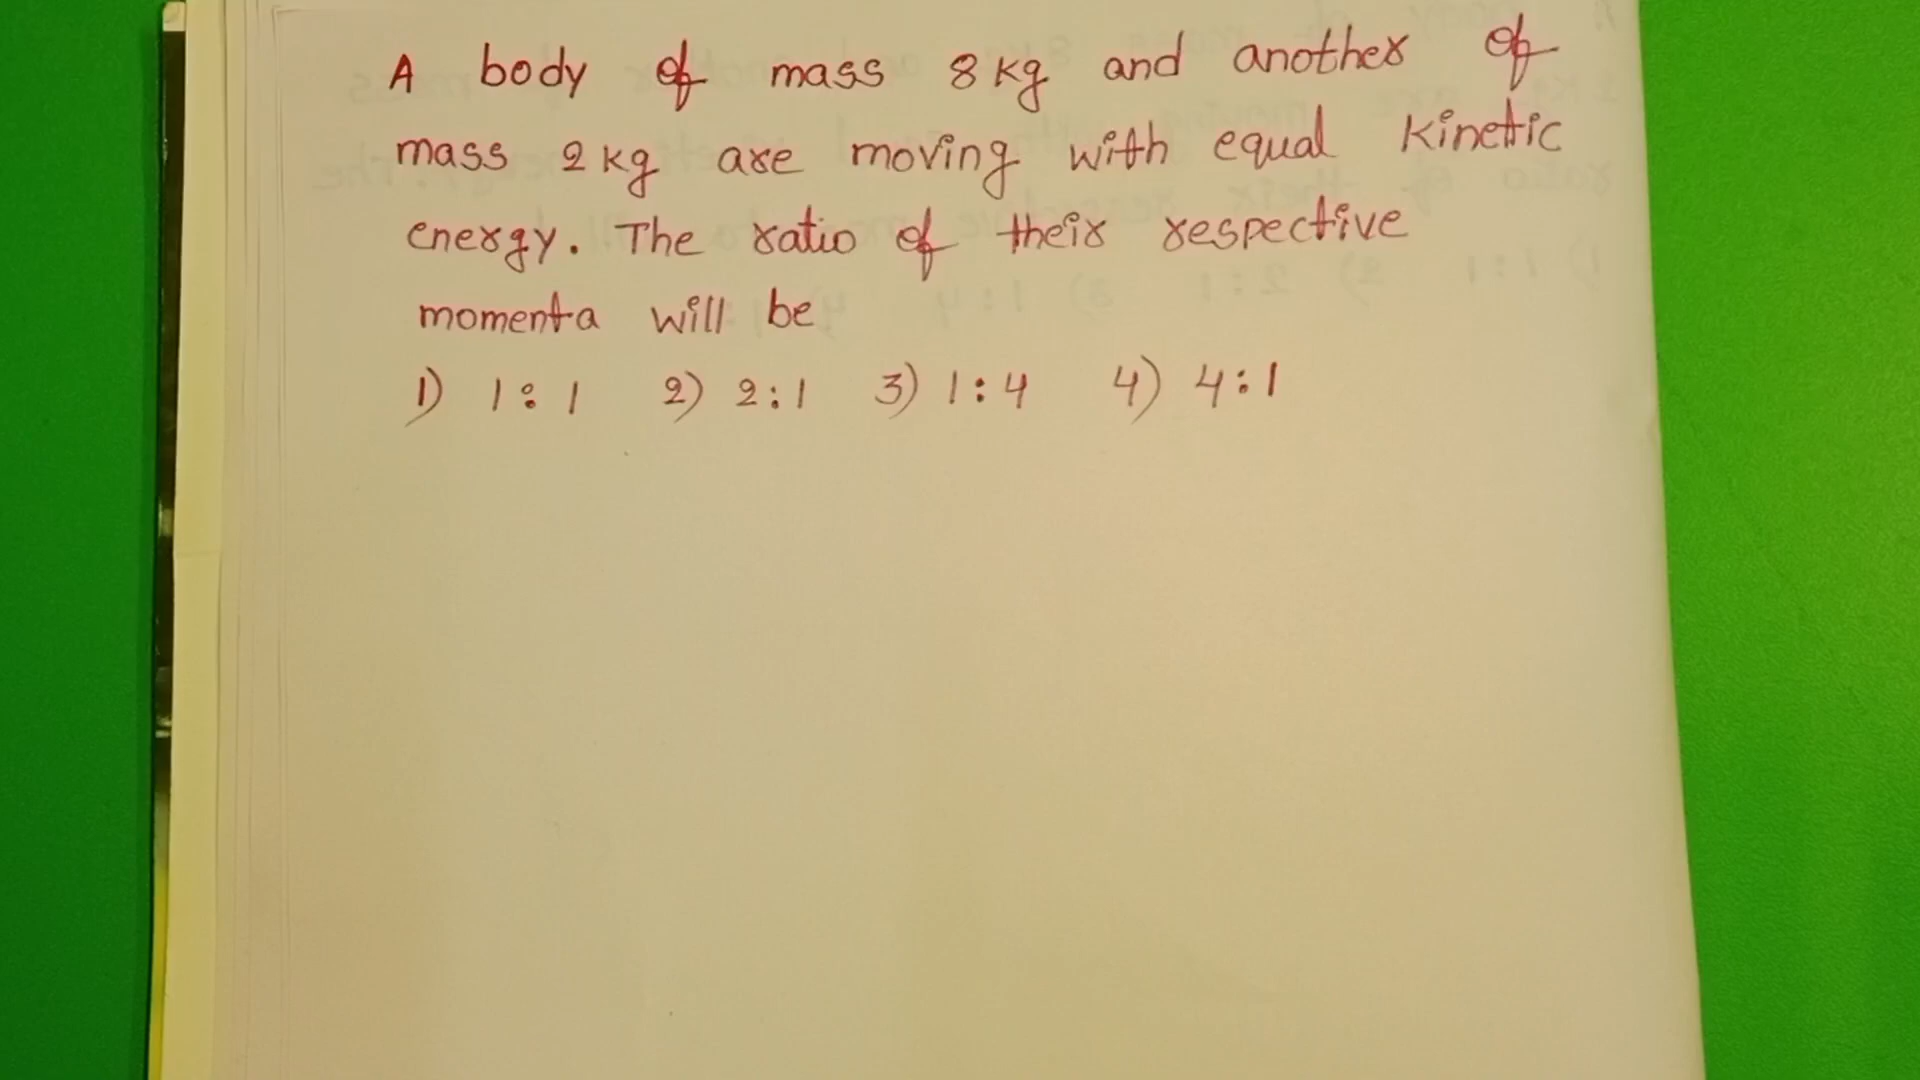 A body of mass 8 kg and another of
mass 2 kg are moving with equal kinetic
energy. The ratio of their respective
momenta will be
1) 1 : 1 2) 2 : 1 3) 1 : 4 4) 4 : 1